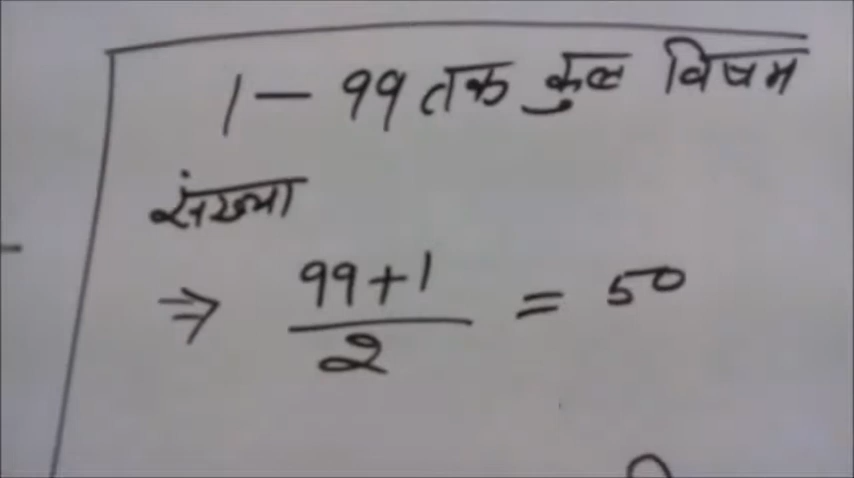 1 - 99 तक कुल विषम
संख्या
⇒ 99+1 / 2 = 50